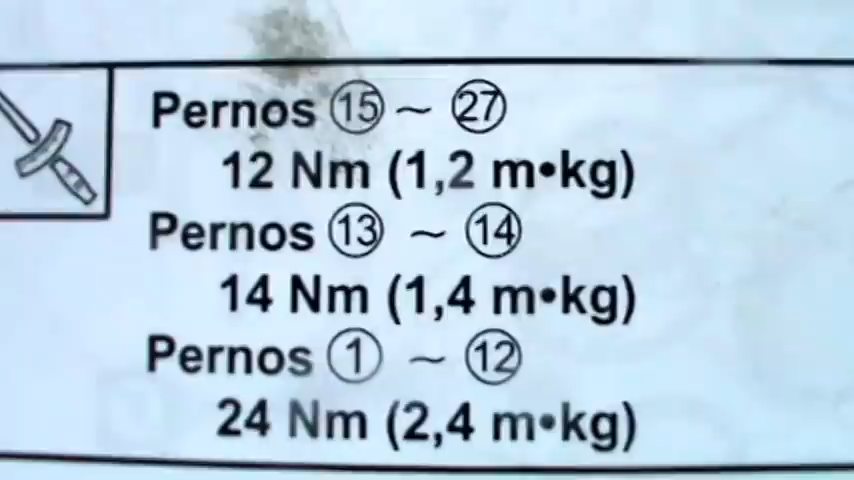 Pernos ⑮ ~ ㉗
12 Nm (1,2 m•kg)
Pernos ⑬ ~ ⑭
14 Nm (1,4 m•kg)
Pernos ① ~ ⑫
24 Nm (2,4 m•kg)